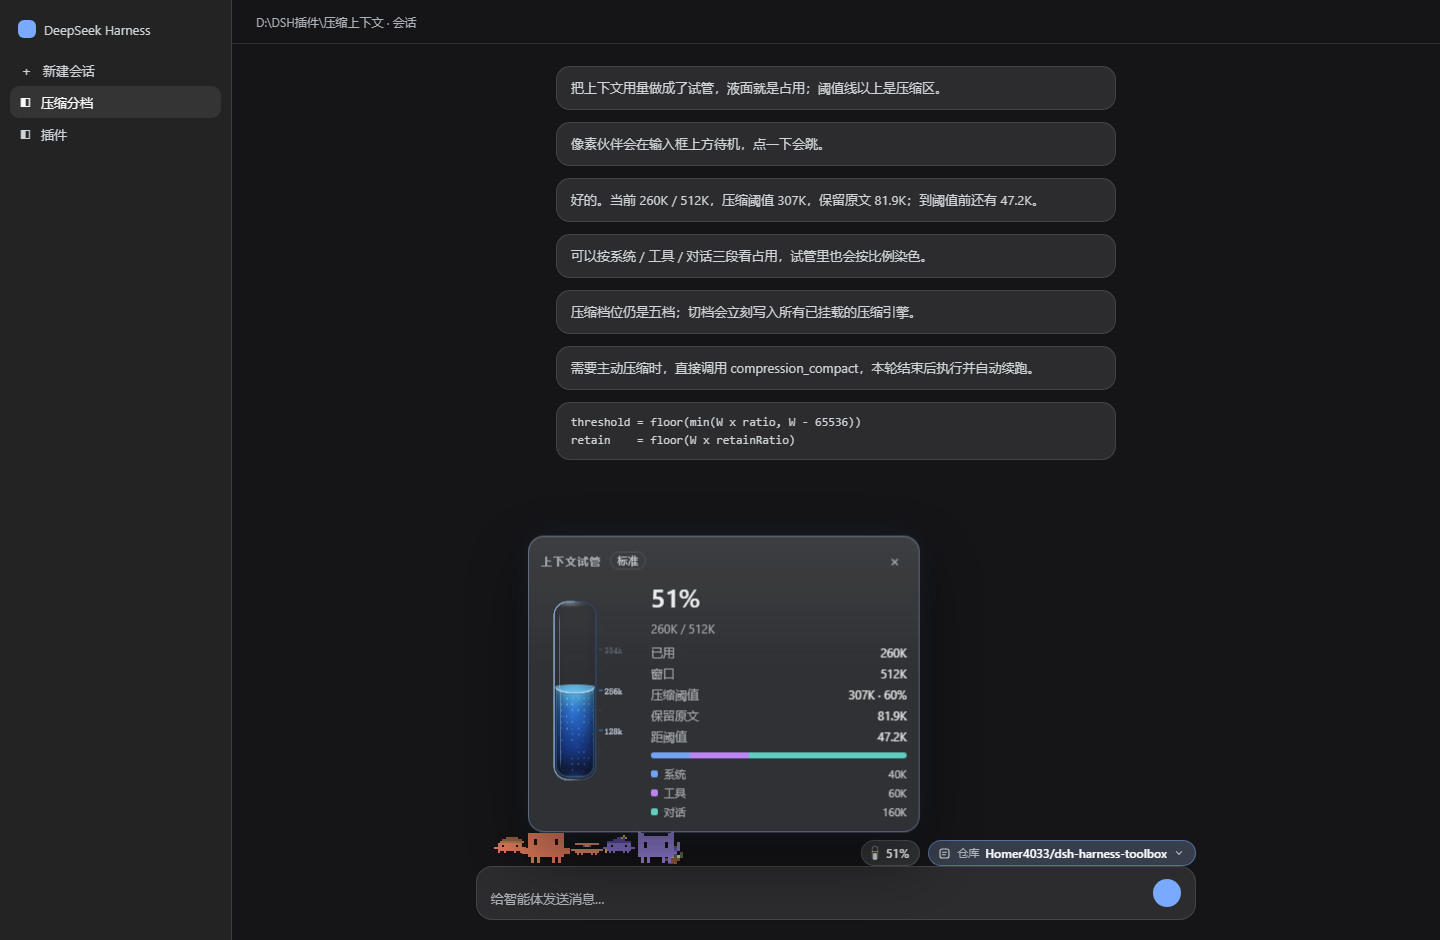 DeepSeek Harness
+ 新建会话
压缩分档
插件
D:\DSH插件\压缩上下文 · 会话
把上下文用量做成了试管，液面就是占用；阈值线以上是压缩区。
像素伙伴会在输入框上方待机，点一下会跳。
好的。当前 260K / 512K，压缩阈值 307K，保留原文 81.9K；到阈值前还有 47.2K。
可以按系统 / 工具 / 对话三段看占用，试管里也会按比例染色。
压缩档位仍是五档；切档会立刻写入所有已挂载的压缩引擎。
需要主动压缩时，直接调用 compression_compact，本轮结束后执行并自动续跑。
threshold = floor(min(W x ratio, W - 65536))
retain    = floor(W x retainRatio)
上下文试管 标准 ×
51%
260K / 512K
384k
256k
128k
已用 260K
窗口 512K
压缩阈值 307K · 60%
保留原文 81.9K
距阈值 47.2K
系统 40K
工具 60K
对话 160K
51%
仓库 Homer4033/dsh-harness-toolbox
给智能体发送消息...